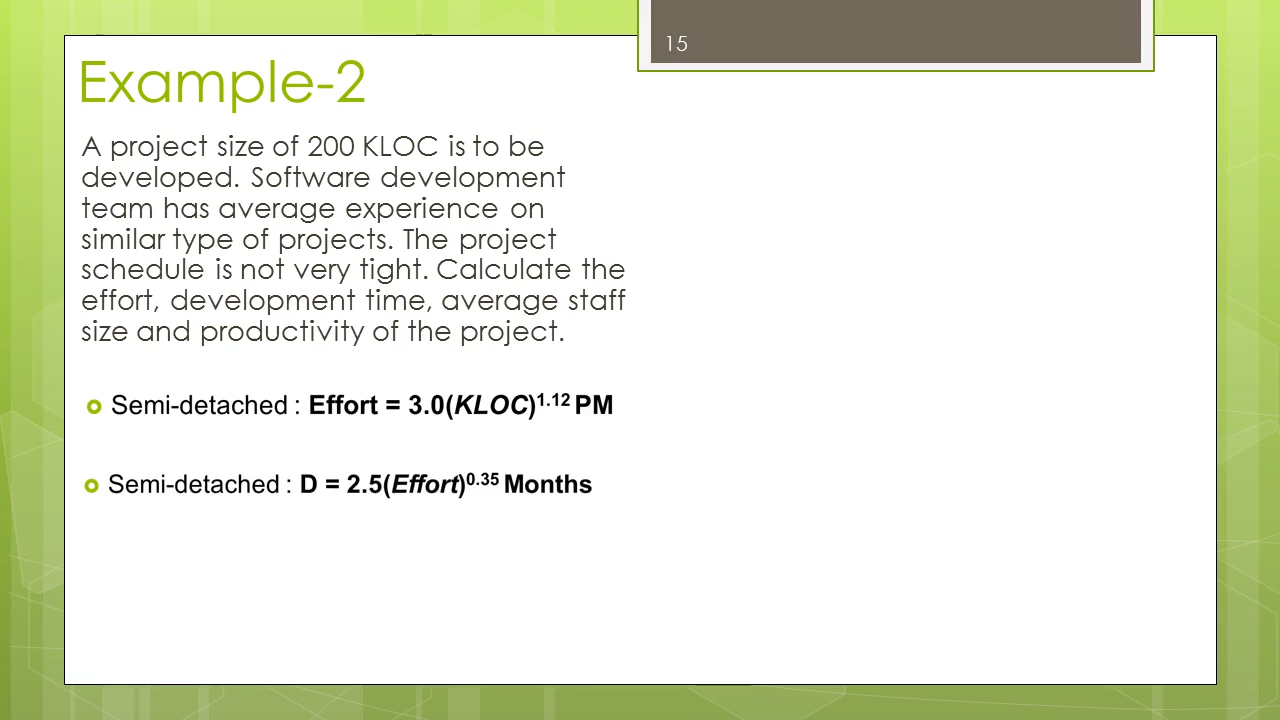 15
Example-2
A project size of 200 KLOC is to be
developed. Software development
team has average experience on
similar type of projects. The project
schedule is not very tight. Calculate the
effort, development time, average staff
size and productivity of the project.
Semi-detached : Effort = 3.0(KLOC)¹·¹² PM
Semi-detached : D = 2.5(Effort)⁰·³⁵ Months